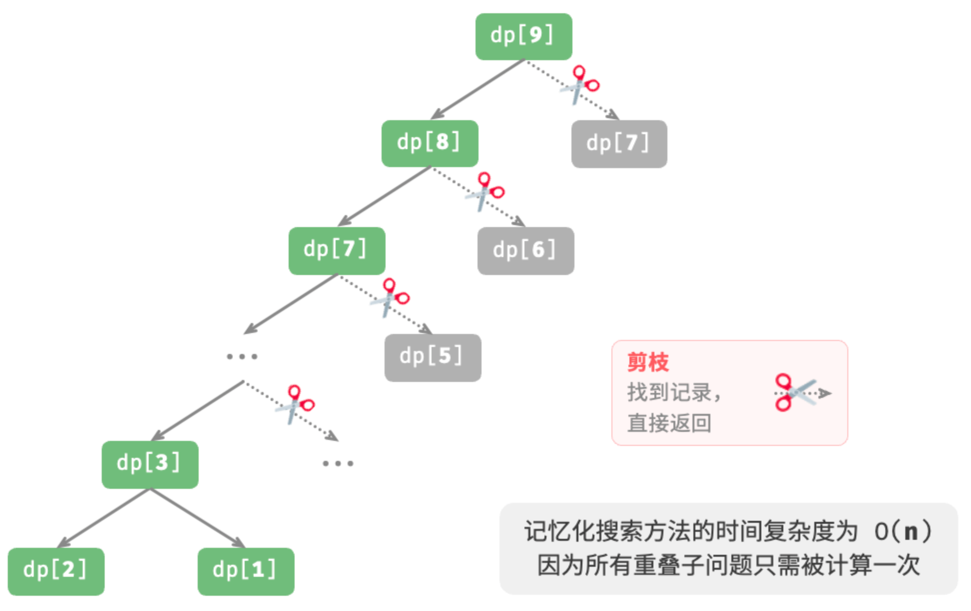 dp[9]
dp[8]
dp[7]
dp[7]
dp[6]
...
dp[5]
剪枝
找到记录，
直接返回
dp[3]
...
dp[2]
dp[1]
记忆化搜索方法的时间复杂度为 O(n)
因为所有重叠子问题只需被计算一次